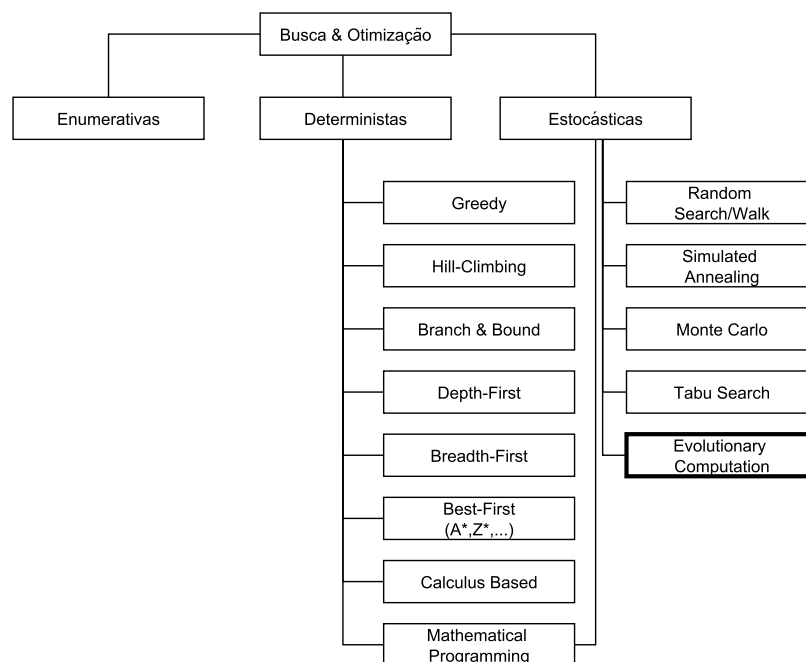 Busca & Otimização
Enumerativas
Deterministas
Estocásticas
Greedy
Random
Search/Walk
Hill-Climbing
Simulated
Annealing
Branch & Bound
Monte Carlo
Depth-First
Tabu Search
Breadth-First
Evolutionary
Computation
Best-First
(A*,Z*,...)
Calculus Based
Mathematical
Programming